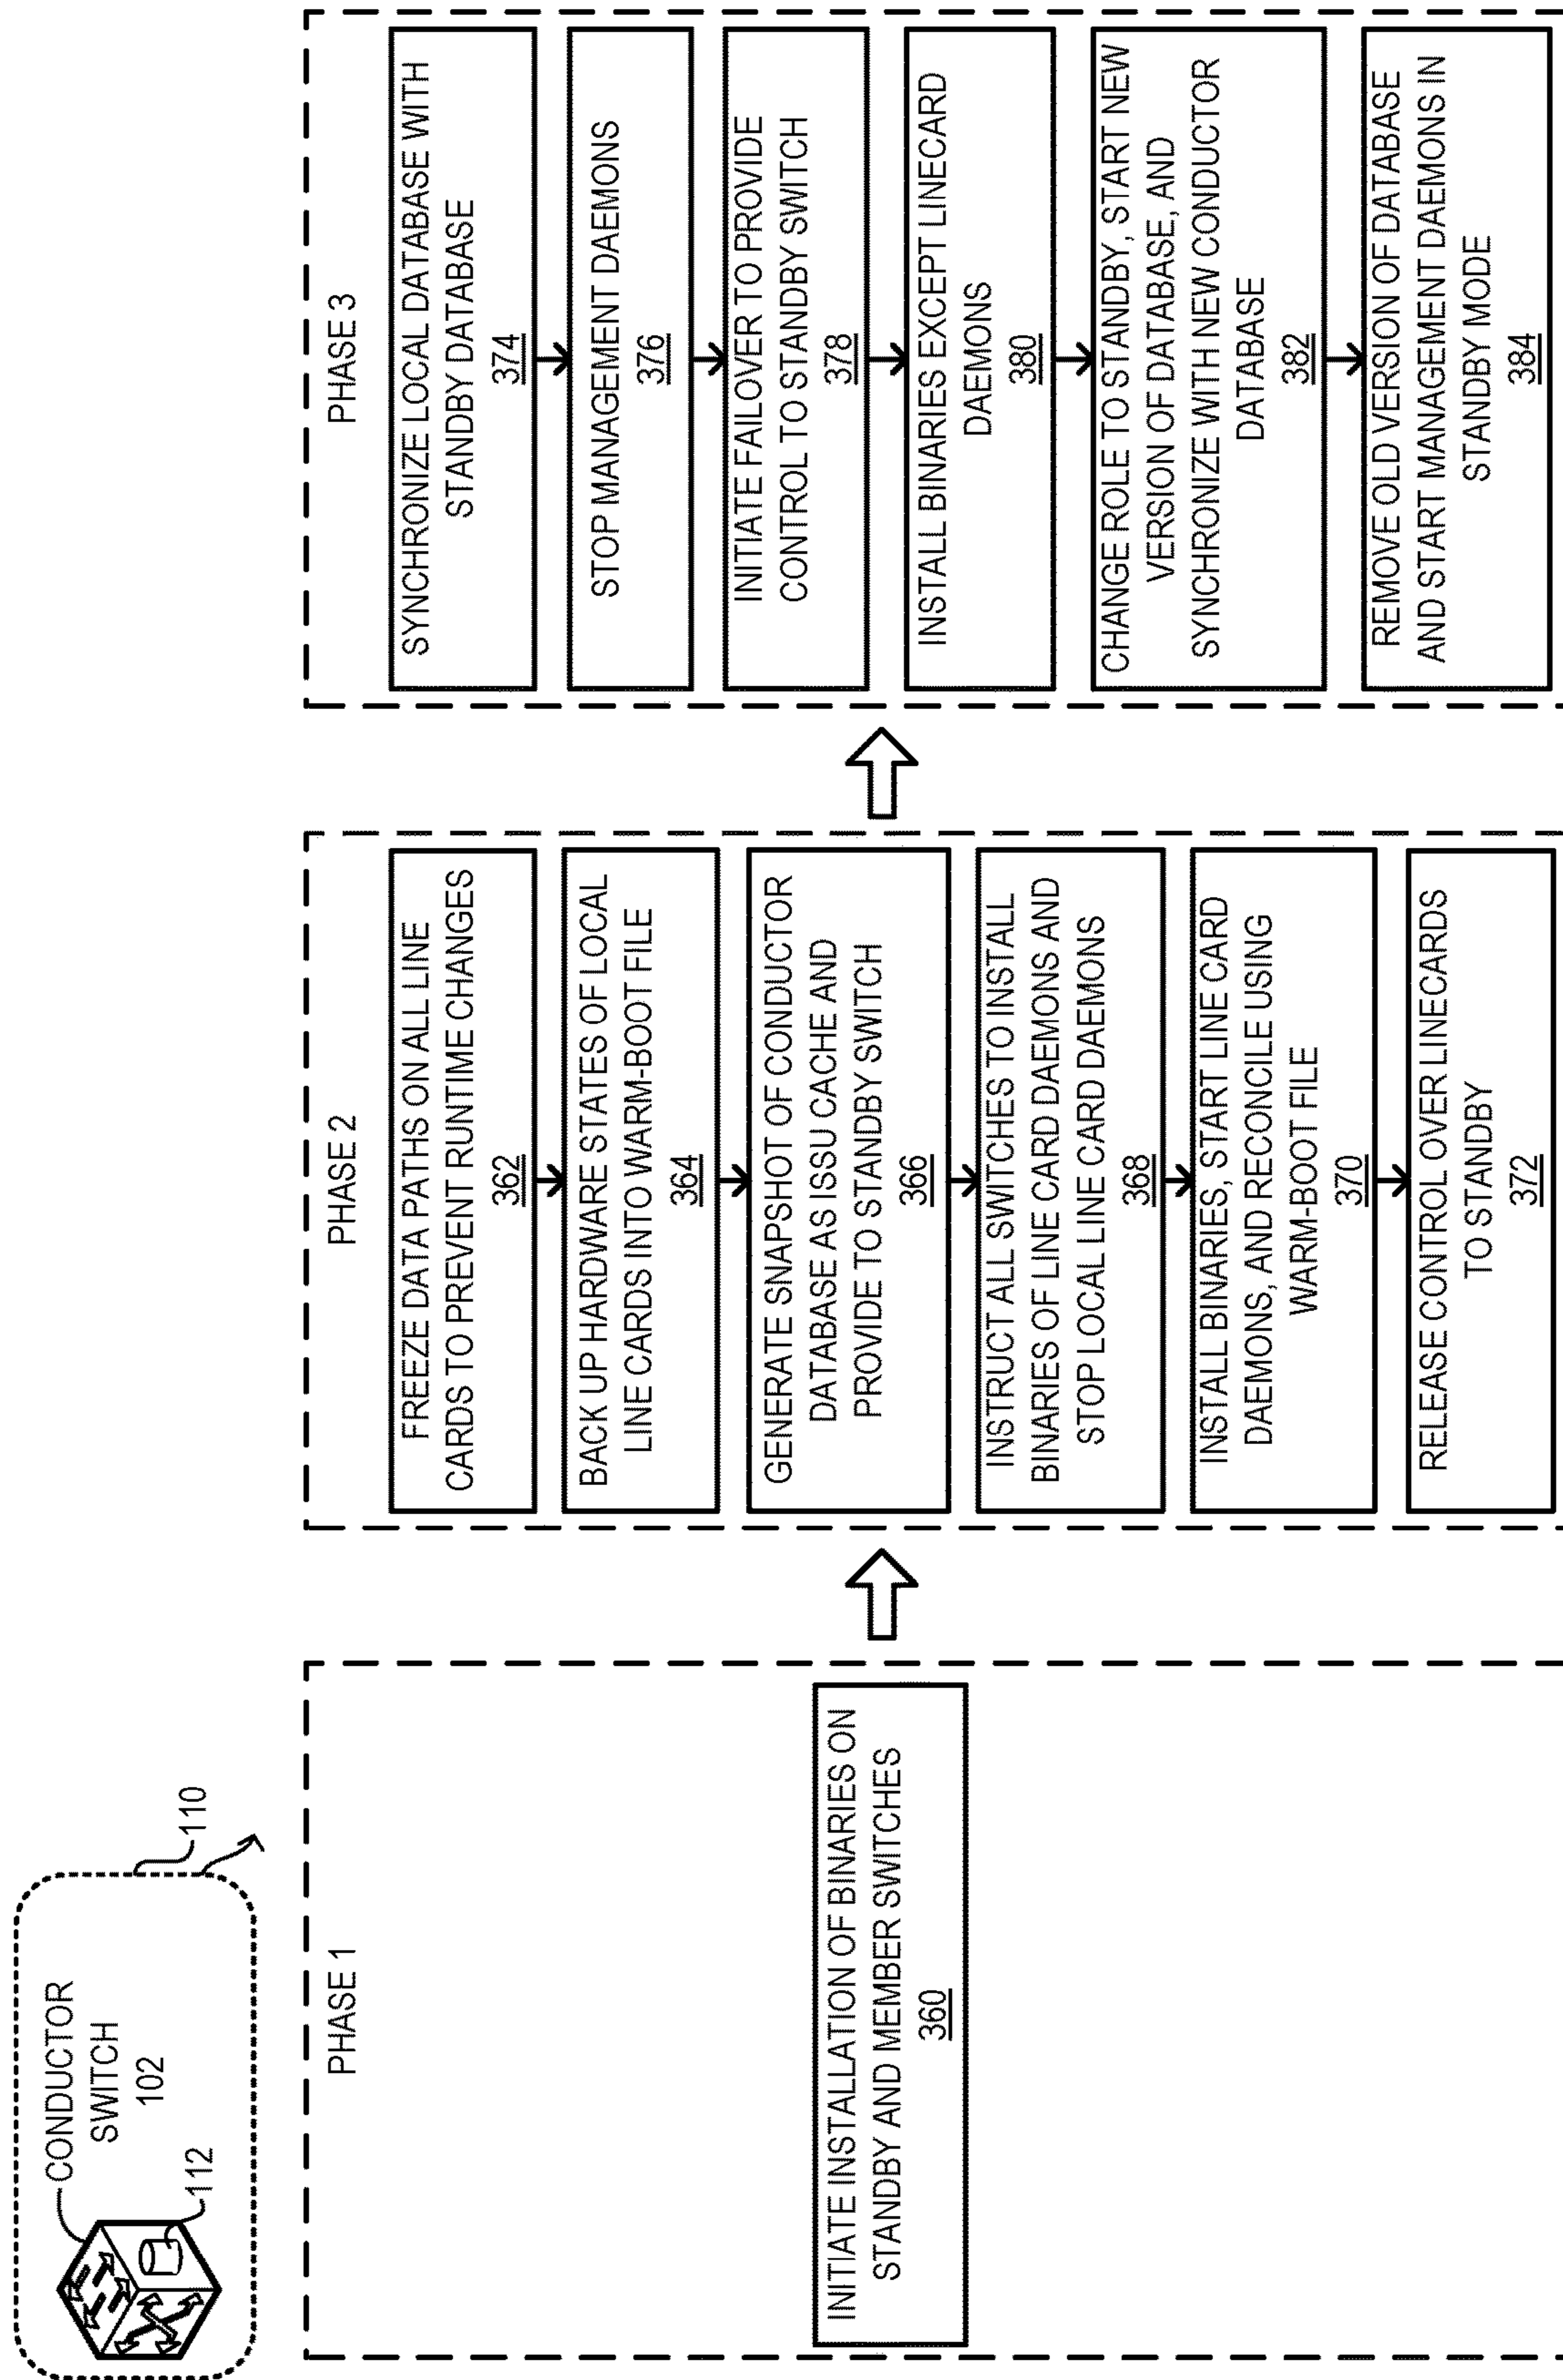 CONDUCTOR
SWITCH
102
112
110
PHASE 1
INITIATE INSTALLATION OF BINARIES ON
STANDBY AND MEMBER SWITCHES
360
PHASE 2
FREEZE DATA PATHS ON ALL LINE
CARDS TO PREVENT RUNTIME CHANGES
362
BACK UP HARDWARE STATES OF LOCAL
LINE CARDS INTO WARM-BOOT FILE
364
GENERATE SNAPSHOT OF CONDUCTOR
DATABASE AS ISSU CACHE AND
PROVIDE TO STANDBY SWITCH
366
INSTRUCT ALL SWITCHES TO INSTALL
BINARIES OF LINE CARD DAEMONS AND
STOP LOCAL LINE CARD DAEMONS
368
INSTALL BINARIES, START LINE CARD
DAEMONS, AND RECONCILE USING
WARM-BOOT FILE
370
RELEASE CONTROL OVER LINECARDS
TO STANDBY
372
PHASE 3
SYNCHRONIZE LOCAL DATABASE WITH
STANDBY DATABASE
374
STOP MANAGEMENT DAEMONS
376
INITIATE FAILOVER TO PROVIDE
CONTROL TO STANDBY SWITCH
378
INSTALL BINARIES EXCEPT LINECARD
DAEMONS
380
CHANGE ROLE TO STANDBY, START NEW
VERSION OF DATABASE, AND
SYNCHRONIZE WITH NEW CONDUCTOR
DATABASE
382
REMOVE OLD VERSION OF DATABASE
AND START MANAGEMENT DAEMONS IN
STANDBY MODE
384